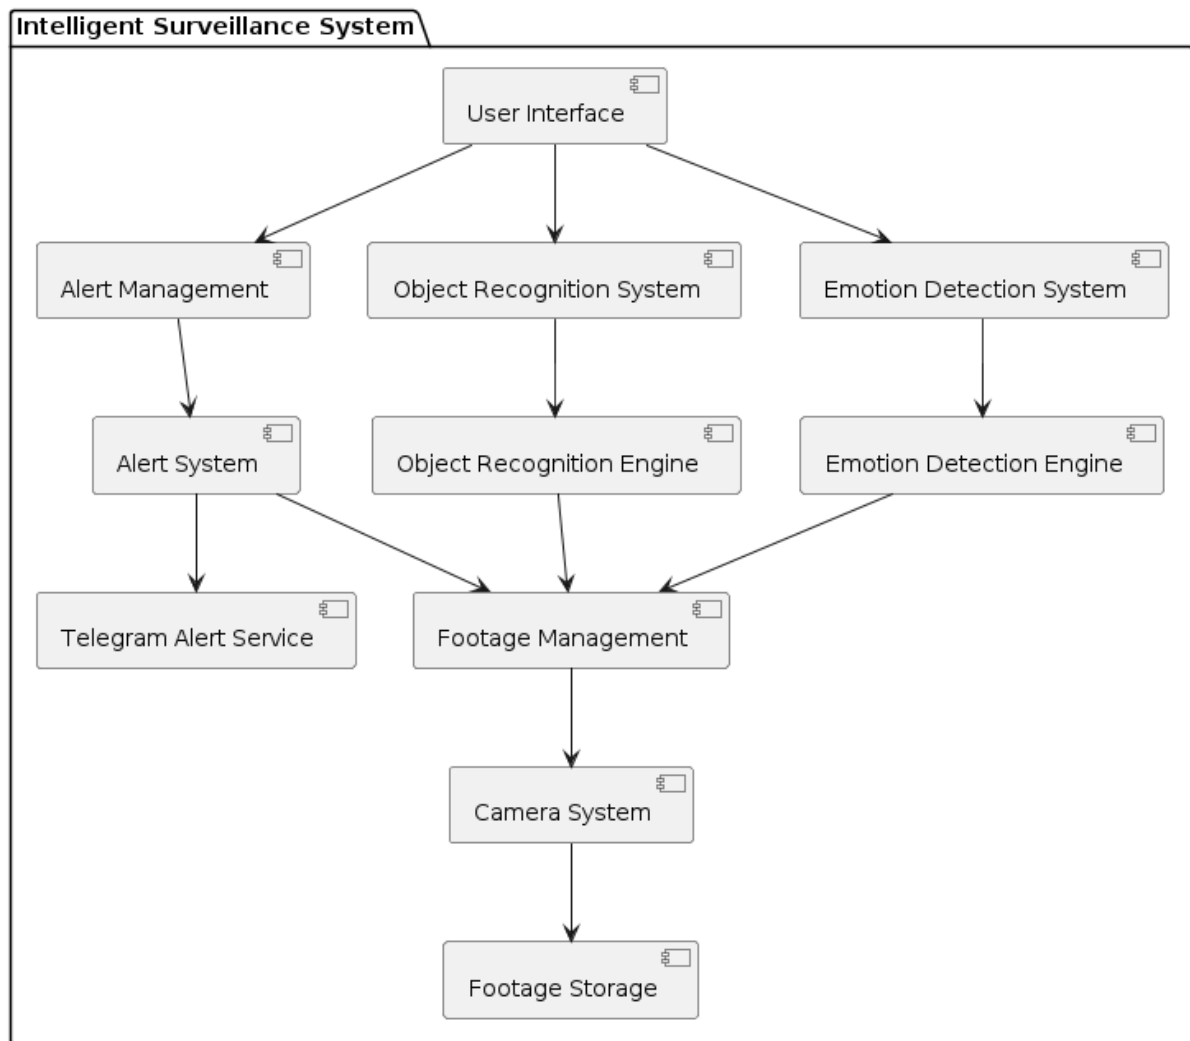 Intelligent Surveillance System
User Interface
Alert Management
Object Recognition System
Emotion Detection System
Alert System
Object Recognition Engine
Emotion Detection Engine
Telegram Alert Service
Footage Management
Camera System
Footage Storage